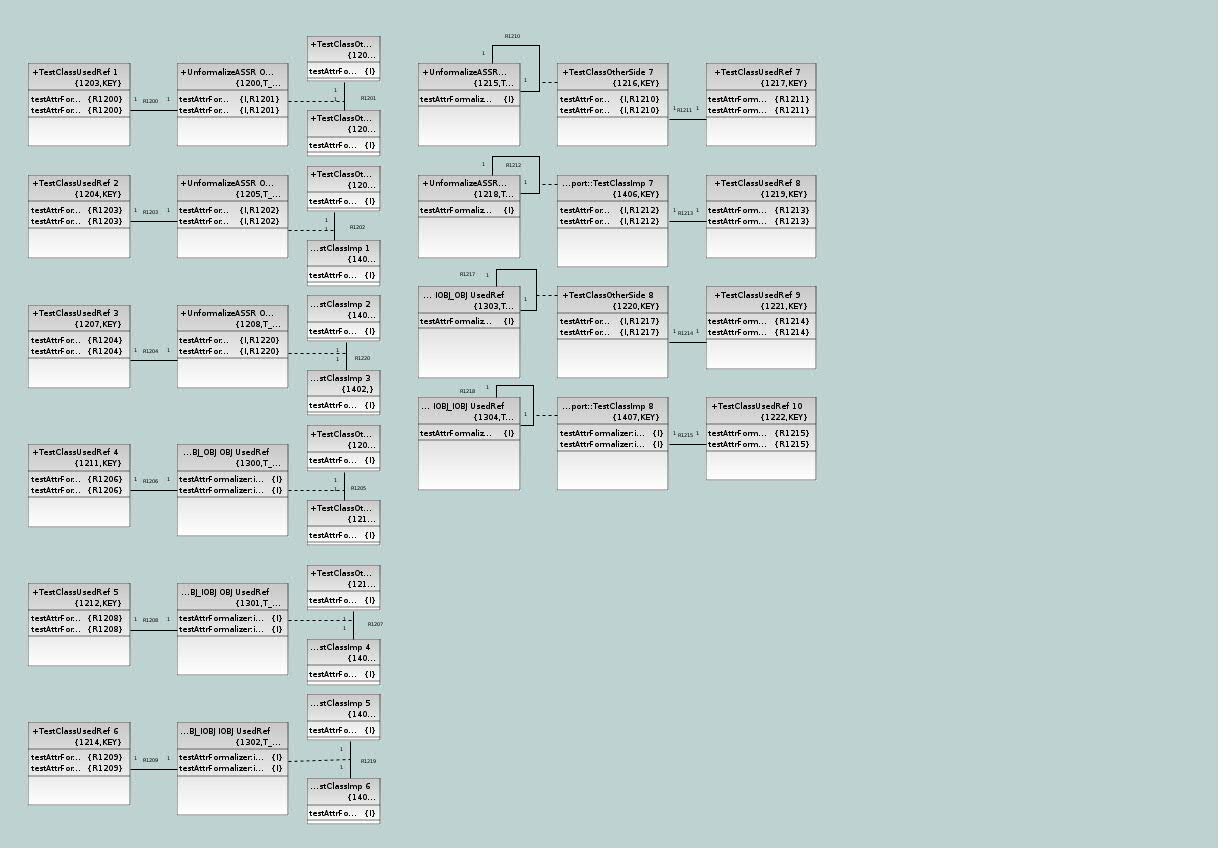 +TestClassUsedRef 1
{1203,KEY}
testAttrFor... {R1200}
testAttrFor... {R1200}
1 R1200 1
+UnformalizeASSR O...
{1200,T_...
testAttrFor... {I,R1201}
testAttrFor... {I,R1201}
+TestClassOt...
{120...
testAttrFo... {I}
1
1
R1201
+TestClassOt...
{120...
testAttrFo... {I}
+TestClassUsedRef 2
{1204,KEY}
testAttrFor... {R1203}
testAttrFor... {R1203}
1 R1203 1
+UnformalizeASSR O...
{1205,T_...
testAttrFor... {I,R1202}
testAttrFor... {I,R1202}
+TestClassOt...
{120...
testAttrFo... {I}
1
1
R1202
...stClassImp 1
{140...
testAttrFo... {I}
+TestClassUsedRef 3
{1207,KEY}
testAttrFor... {R1204}
testAttrFor... {R1204}
1 R1204 1
+UnformalizeASSR O...
{1208,T_...
testAttrFor... {I,R1220}
testAttrFor... {I,R1220}
...stClassImp 2
{140...
testAttrFo... {I}
1
1
R1220
...stClassImp 3
{1402,}
testAttrFo... {I}
+TestClassUsedRef 4
{1211,KEY}
testAttrFor... {R1206}
testAttrFor... {R1206}
1 R1206 1
...BJ_OBJ OBJ UsedRef
{1300,T_...
testAttrFormalizer:i... {I}
testAttrFormalizer:i... {I}
+TestClassOt...
{120...
testAttrFo... {I}
1
1
R1205
+TestClassOt...
{121...
testAttrFo... {I}
+TestClassUsedRef 5
{1212,KEY}
testAttrFor... {R1208}
testAttrFor... {R1208}
1 R1208 1
...BJ_IOBJ OBJ UsedRef
{1301,T_...
testAttrFormalizer:i... {I}
testAttrFormalizer:i... {I}
+TestClassOt...
{121...
testAttrFo... {I}
1
1
R1207
...stClassImp 4
{140...
testAttrFo... {I}
+TestClassUsedRef 6
{1214,KEY}
testAttrFor... {R1209}
testAttrFor... {R1209}
1 R1209 1
...BJ_IOBJ IOBJ UsedRef
{1302,T_...
testAttrFormalizer:i... {I}
testAttrFormalizer:i... {I}
...stClassImp 5
{140...
testAttrFo... {I}
1
1
R1219
...stClassImp 6
{140...
testAttrFo... {I}
R1210
1
1
+UnformalizeASSR...
{1215,T...
testAttrFormaliz... {I}
+TestClassOtherSide 7
{1216,KEY}
testAttrFor... {I,R1210}
testAttrFor... {I,R1210}
1 R1211 1
+TestClassUsedRef 7
{1217,KEY}
testAttrForm... {R1211}
testAttrForm... {R1211}
R1212
1
1
+UnformalizeASSR...
{1218,T...
testAttrFormaliz... {I}
...port::TestClassImp 7
{1406,KEY}
testAttrFor... {I,R1212}
testAttrFor... {I,R1212}
1 R1213 1
+TestClassUsedRef 8
{1219,KEY}
testAttrForm... {R1213}
testAttrForm... {R1213}
R1217
1
1
... IOBJ_OBJ UsedRef
{1303,T...
testAttrFormaliz... {I}
+TestClassOtherSide 8
{1220,KEY}
testAttrFor... {I,R1217}
testAttrFor... {I,R1217}
1 R1214 1
+TestClassUsedRef 9
{1221,KEY}
testAttrForm... {R1214}
testAttrForm... {R1214}
R1218
1
1
... IOBJ_IOBJ UsedRef
{1304,T...
testAttrFormaliz... {I}
...port::TestClassImp 8
{1407,KEY}
testAttrFormalizer:i... {I}
testAttrFormalizer:i... {I}
1 R1215 1
+TestClassUsedRef 10
{1222,KEY}
testAttrForm... {R1215}
testAttrForm... {R1215}